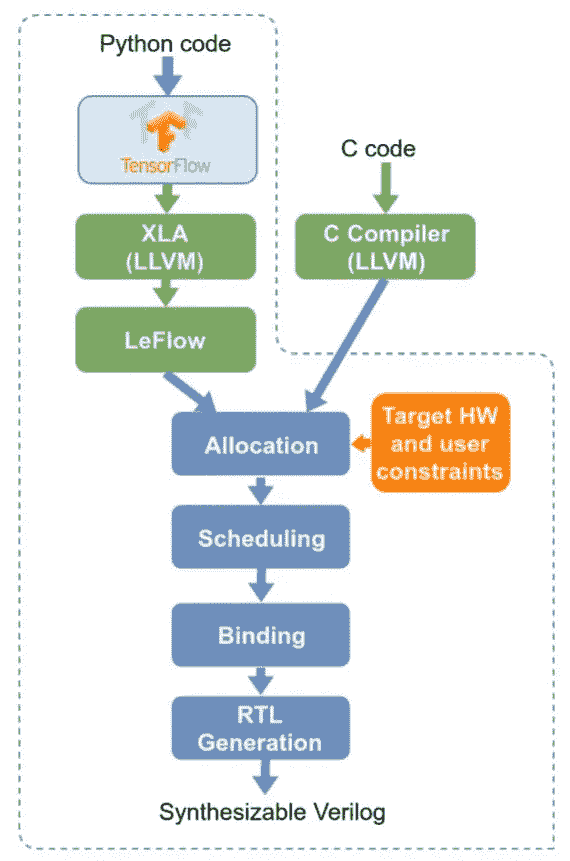 Python code
TensorFlow
C code
XLA
(LLVM)
C Compiler
(LLVM)
LeFlow
Allocation
Target HW
and user
constraints
Scheduling
Binding
RTL
Generation
Synthesizable Verilog